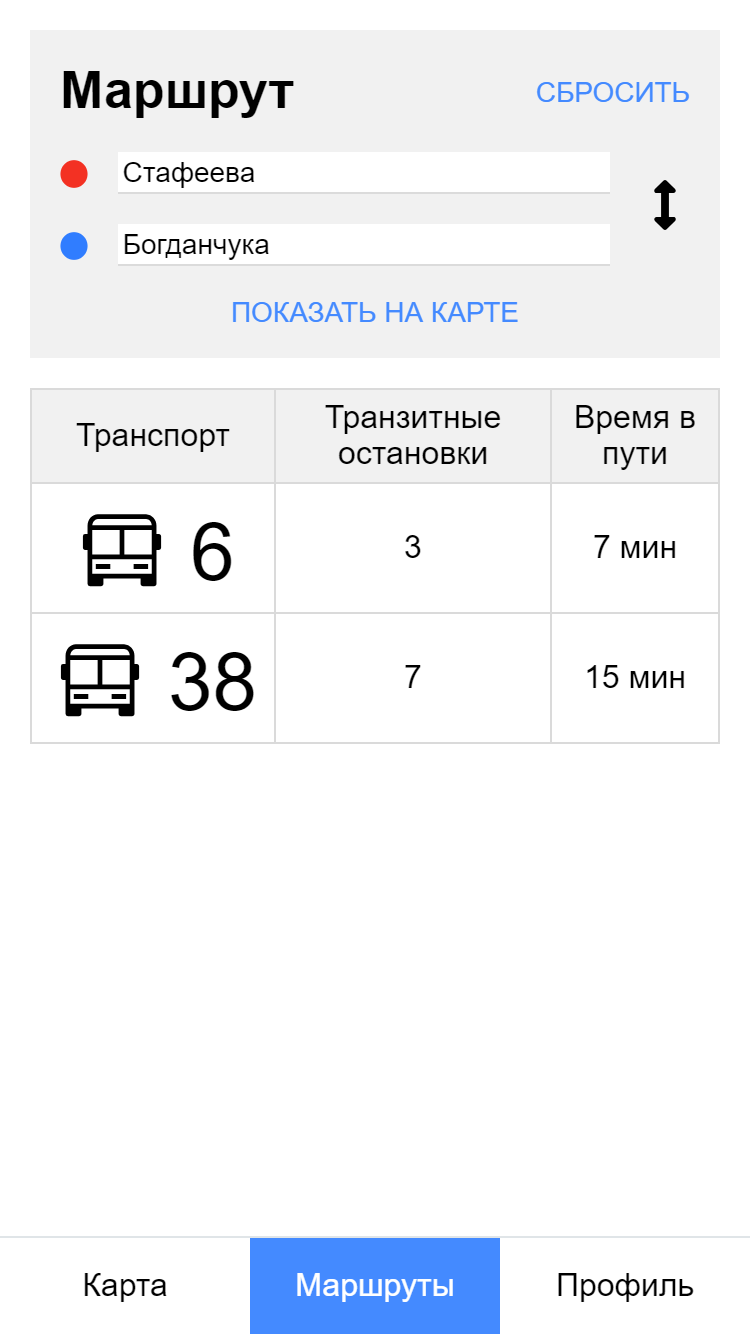 Маршрут
СБРОСИТЬ
Стафеева
Богданчука
ПОКАЗАТЬ НА КАРТЕ
Транспорт
Транзитные
остановки
Время в
пути
6
3
7 мин
38
7
15 мин
Карта
Маршруты
Профиль